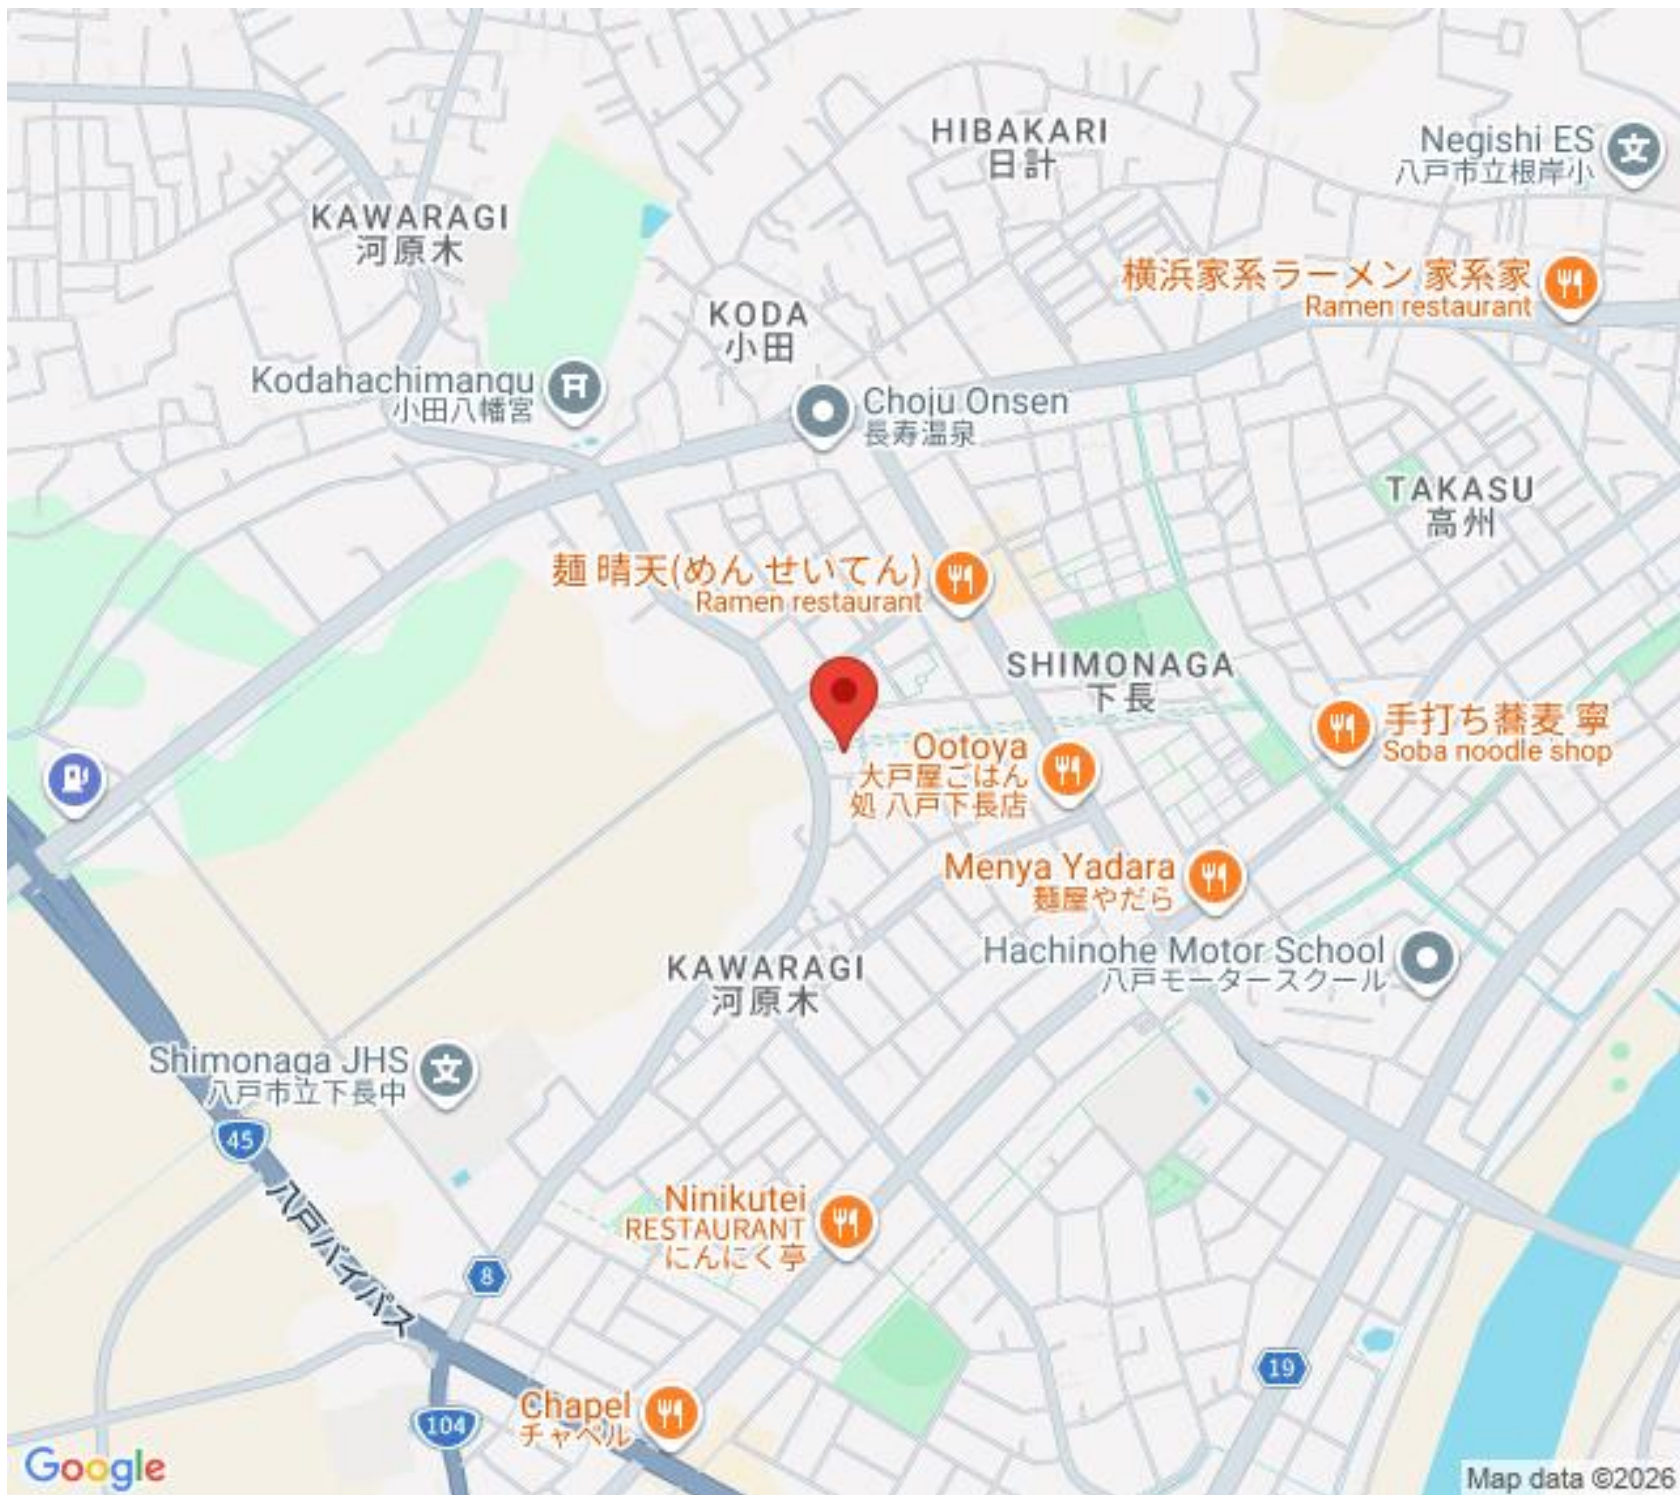 HIBAKARI
日計
Negishi ES
八戸市立根岸小
KAWARAGI
河原木
横浜家系ラーメン 家系家
Ramen restaurant
KODA
小田
Kodahachimangu
小田八幡宮
Choju Onsen
長寿温泉
TAKASU
高州
麺 晴天(めん せいてん)
Ramen restaurant
SHIMONAGA
下長
手打ち蕎麦 寧
Soba noodle shop
Ootoya
大戸屋ごはん
処 八戸下長店
Menya Yadara
麺屋やだら
Hachinohe Motor School
八戸モータースクール
KAWARAGI
河原木
Shimonaga JHS
八戸市立下長中
45
八戸バイパス
Ninikutei
RESTAURANT
にんにく亭
8
19
Chapel
チャペル
104
Google
Map data ©2026